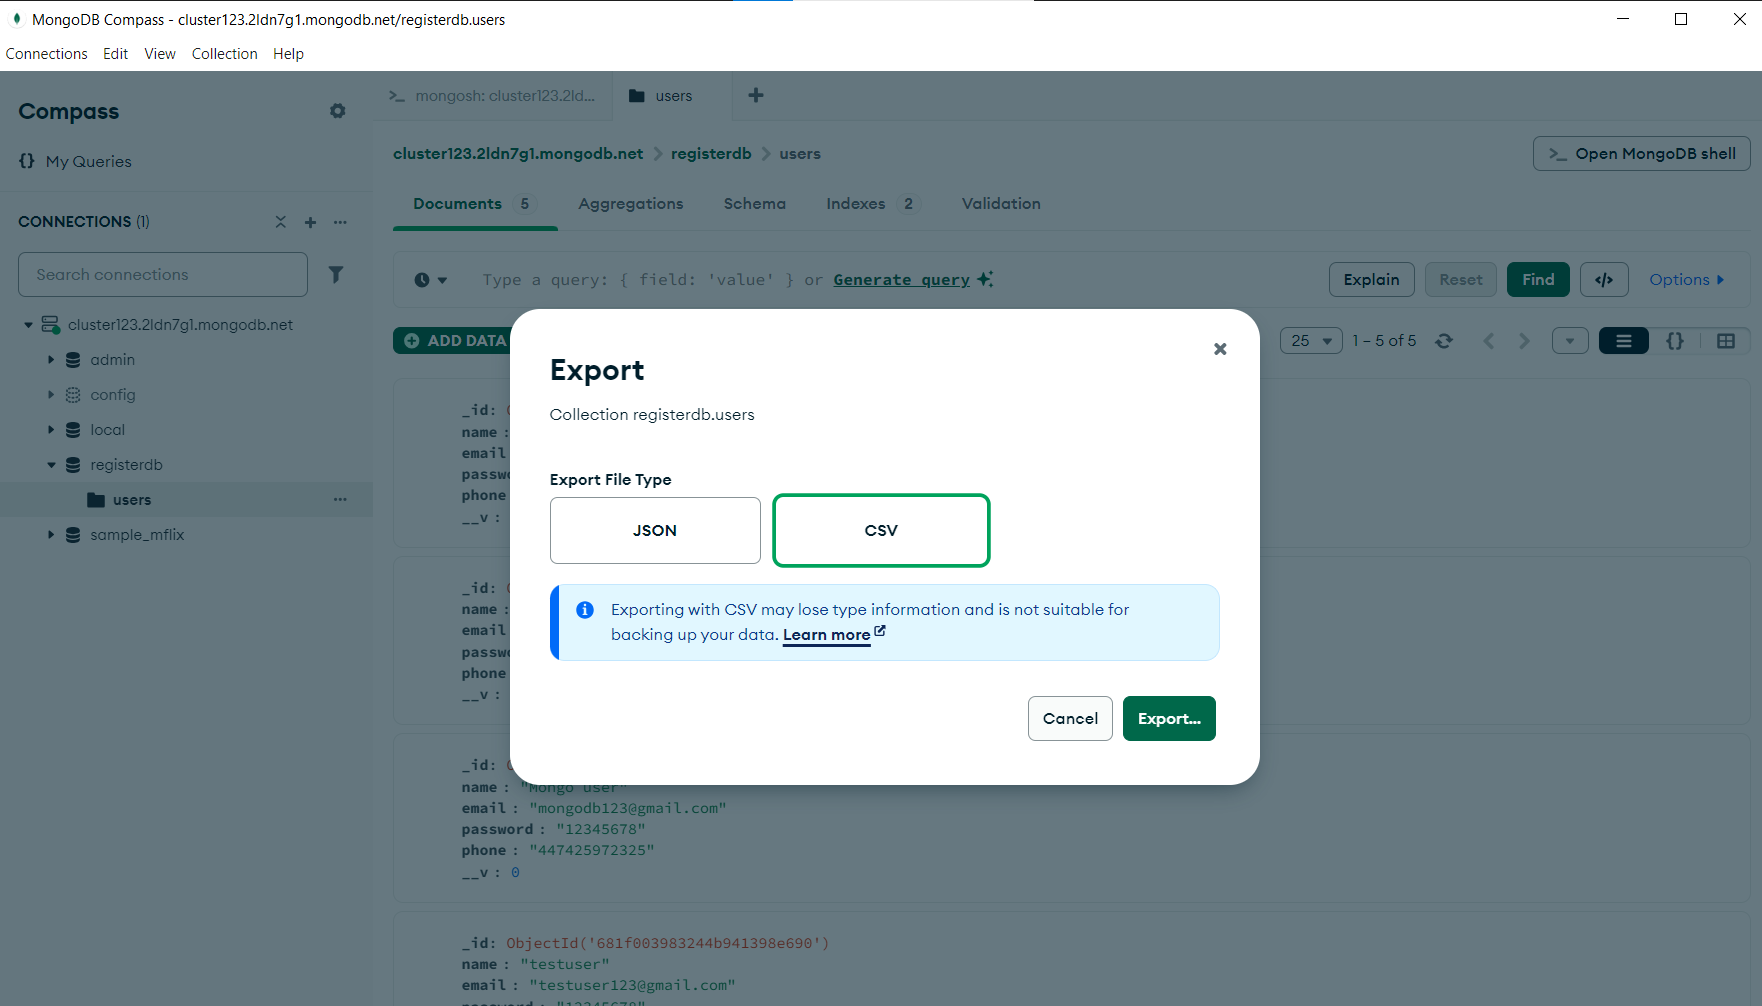 MongoDB Compass - cluster123.2ldn7g1.mongodb.net/registerdb.users
Connections Edit View Collection Help
Compass
>_ mongosh: cluster123.2ld... users
{} My Queries
cluster123.2ldn7g1.mongodb.net > registerdb > users
>_ Open MongoDB shell
CONNECTIONS (1)
Documents 5 Aggregations Schema Indexes 2 Validation
Search connections
Type a query: { field: 'value' } or Generate query
Explain Reset Find </> Options
cluster123.2ldn7g1.mongodb.net
admin
config
local
registerdb
users
sample_mflix
ADD DATA
25 1 – 5 of 5 {}
_id:
name :
email
passwo
phone
__v :
_id:
name :
email
passwo
phone
__v :
Export
Collection registerdb.users
Export File Type
JSON CSV
Exporting with CSV may lose type information and is not suitable for
backing up your data. Learn more
Cancel Export...
_id:
name : "Mongo user"
email : "mongodb123@gmail.com"
password : "12345678"
phone : "447425972325"
__v : 0
_id: ObjectId('681f003983244b941398e690')
name : "testuser"
email : "testuser123@gmail.com"
password : "12345678"